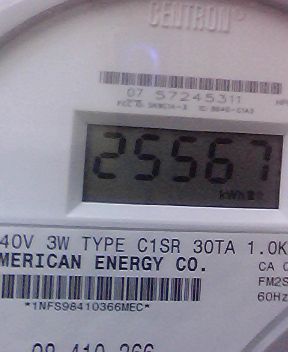 CENTRON
07 57245311
25567
kWh
40V 3W TYPE C1SR 30TA 1.0K
MERICAN ENERGY CO.
CA 0
FM2S
60Hz
*1NFS98410366MEC*